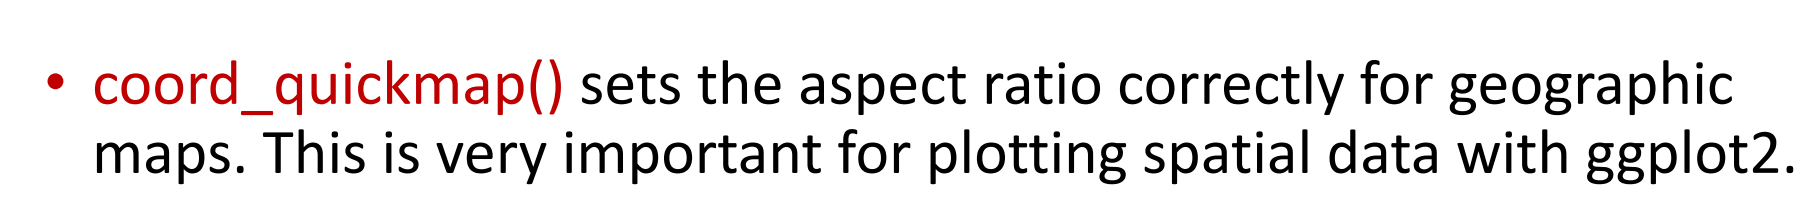 • coord_quickmap() sets the aspect ratio correctly for geographic
maps. This is very important for plotting spatial data with ggplot2.